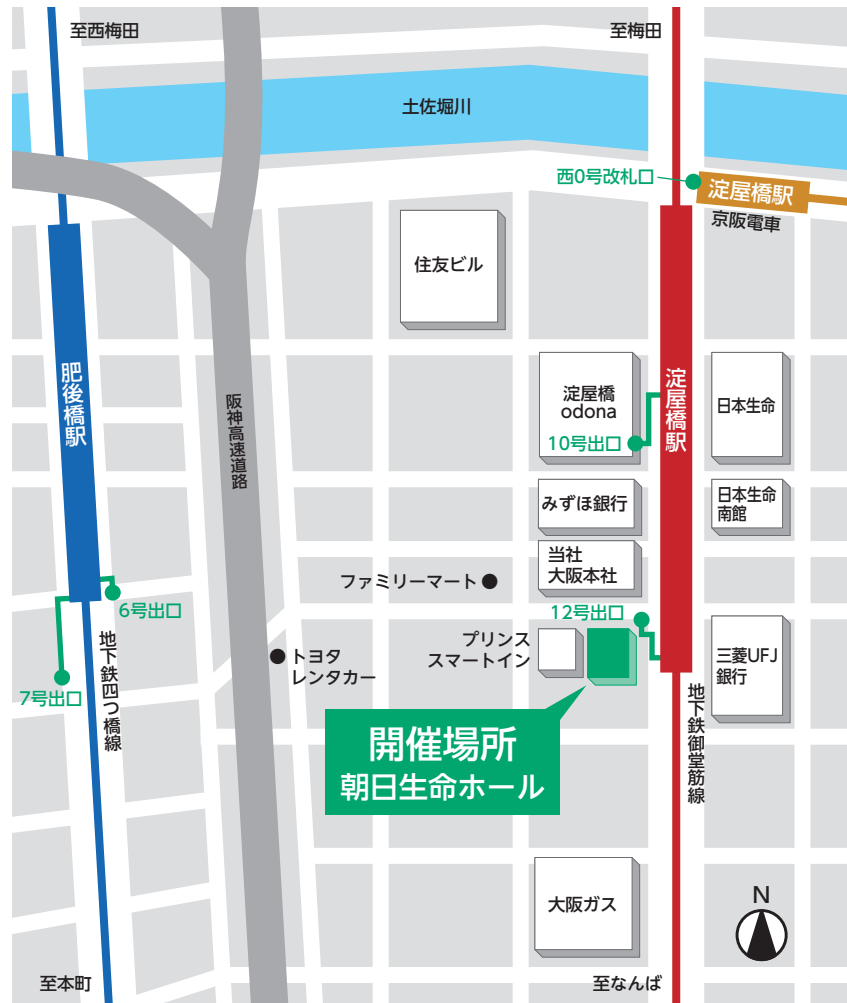 至西梅田
至梅田
土佐堀川
西0号改札口
淀屋橋駅
京阪電車
住友ビル
肥後橋駅
阪神高速道路
淀屋橋
odona
10号出口
淀屋橋駅
日本生命
みずほ銀行
日本生命
南館
当社
大阪本社
ファミリーマート
6号出口
12号出口
プリンス
スマートイン
トヨタ
レンタカー
三菱UFJ
銀行
7号出口
地下鉄四つ橋線
地下鉄御堂筋線
開催場所
朝日生命ホール
大阪ガス
N
至本町
至なんば